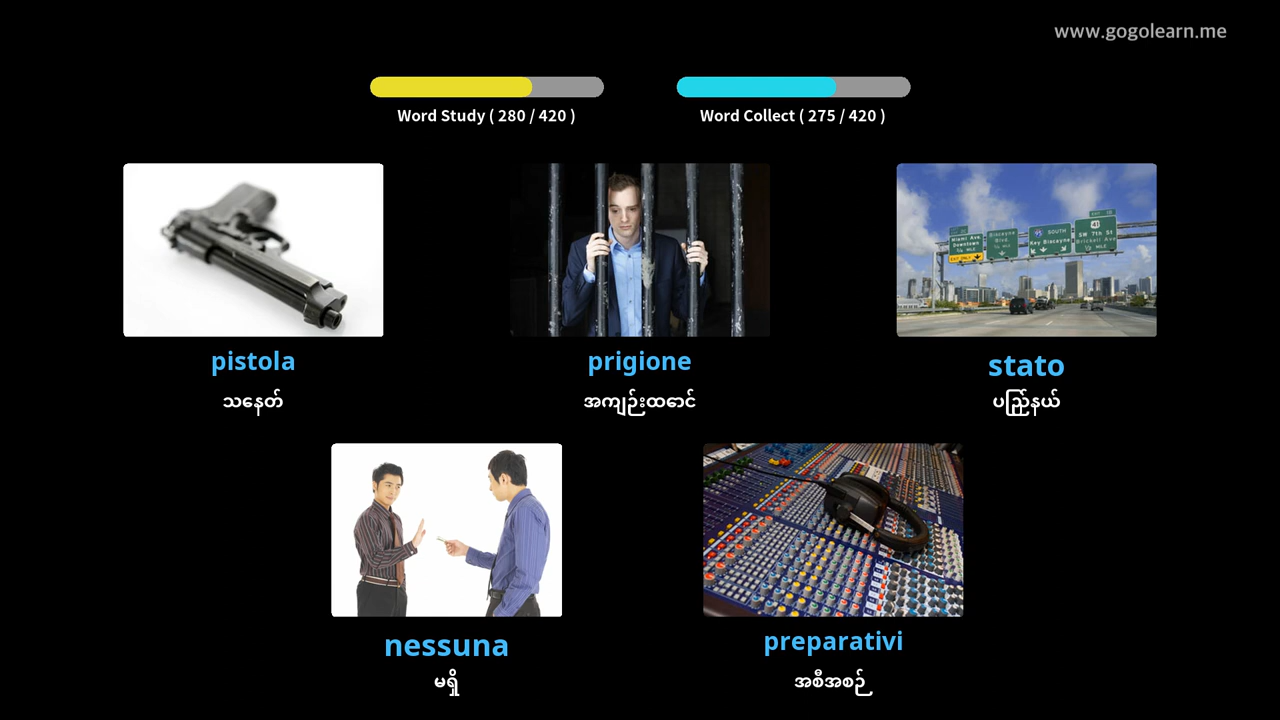 www.gogolearn.me
Word Study ( 280 / 420 )
Word Collect ( 275 / 420 )
pistola
သေနတ်
prigione
အကျဉ်းထောင်
stato
ပြည်နယ်
nessuna
မရှိ
preparativi
အစီအစဉ်